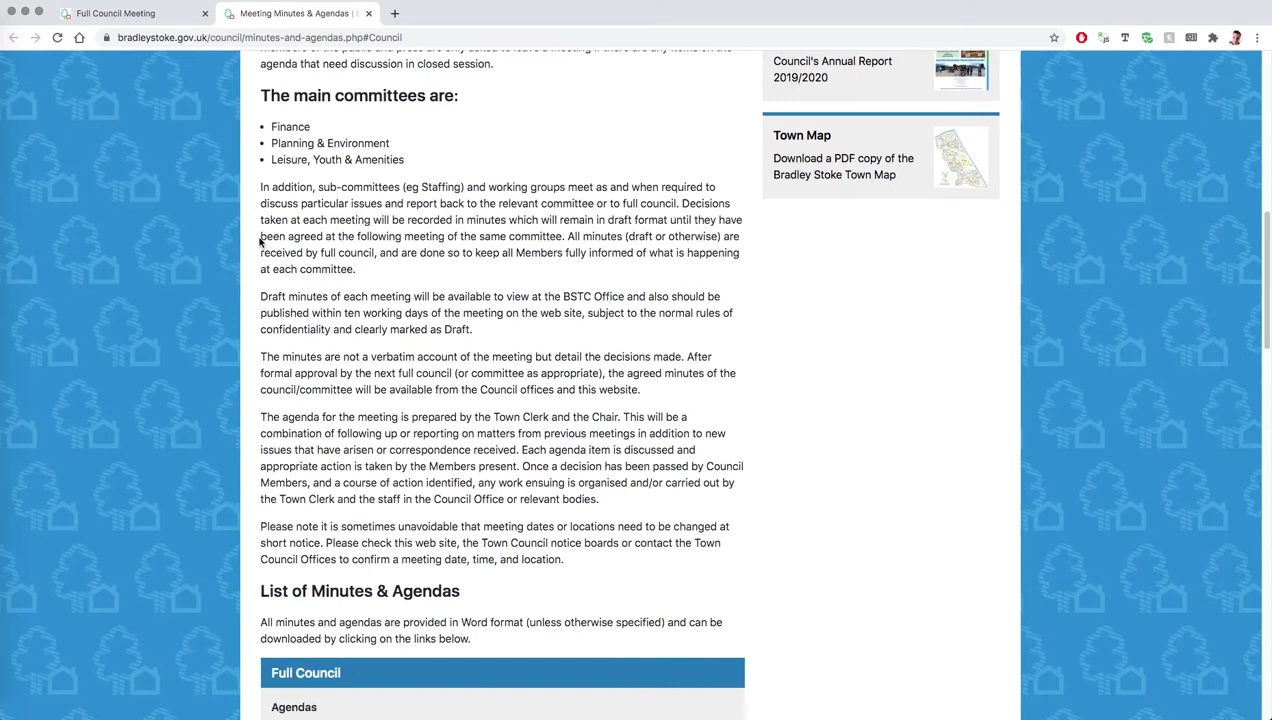 Full Council Meeting
Meeting Minutes & Agendas |
bradleystoke.gov.uk/council/minutes-and-agendas.php#Council
agenda that need discussion in closed session.
The main committees are:
Finance
Planning & Environment
Leisure, Youth & Amenities
In addition, sub-committees (eg Staffing) and working groups meet as and when required to
discuss particular issues and report back to the relevant committee or to full council. Decisions
taken at each meeting will be recorded in minutes which will remain in draft format until they have
been agreed at the following meeting of the same committee. All minutes (draft or otherwise) are
received by full council, and are done so to keep all Members fully informed of what is happening
at each committee.
Draft minutes of each meeting will be available to view at the BSTC Office and also should be
published within ten working days of the meeting on the web site, subject to the normal rules of
confidentiality and clearly marked as Draft.
The minutes are not a verbatim account of the meeting but detail the decisions made. After
formal approval by the next full council (or committee as appropriate), the agreed minutes of the
council/committee will be available from the Council offices and this website.
The agenda for the meeting is prepared by the Town Clerk and the Chair. This will be a
combination of following up or reporting on matters from previous meetings in addition to new
issues that have arisen or correspondence received. Each agenda item is discussed and
appropriate action is taken by the Members present. Once a decision has been passed by Council
Members, and a course of action identified, any work ensuing is organised and/or carried out by
the Town Clerk and the staff in the Council Office or relevant bodies.
Please note it is sometimes unavoidable that meeting dates or locations need to be changed at
short notice. Please check this web site, the Town Council notice boards or contact the Town
Council Offices to confirm a meeting date, time, and location.
List of Minutes & Agendas
All minutes and agendas are provided in Word format (unless otherwise specified) and can be
downloaded by clicking on the links below.
Full Council
Agendas
Council's Annual Report
2019/2020
Town Map
Download a PDF copy of the
Bradley Stoke Town Map